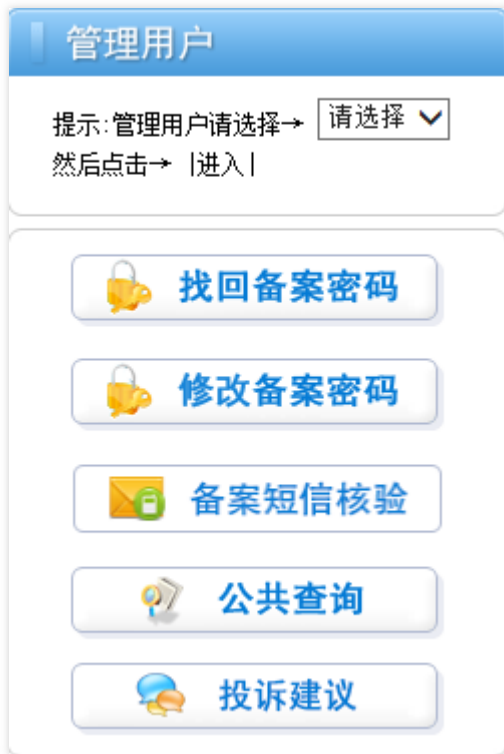 管理用户
提示:管理用户请选择→ 请选择
然后点击→ |进入|
找回备案密码
修改备案密码
备案短信核验
公共查询
投诉建议